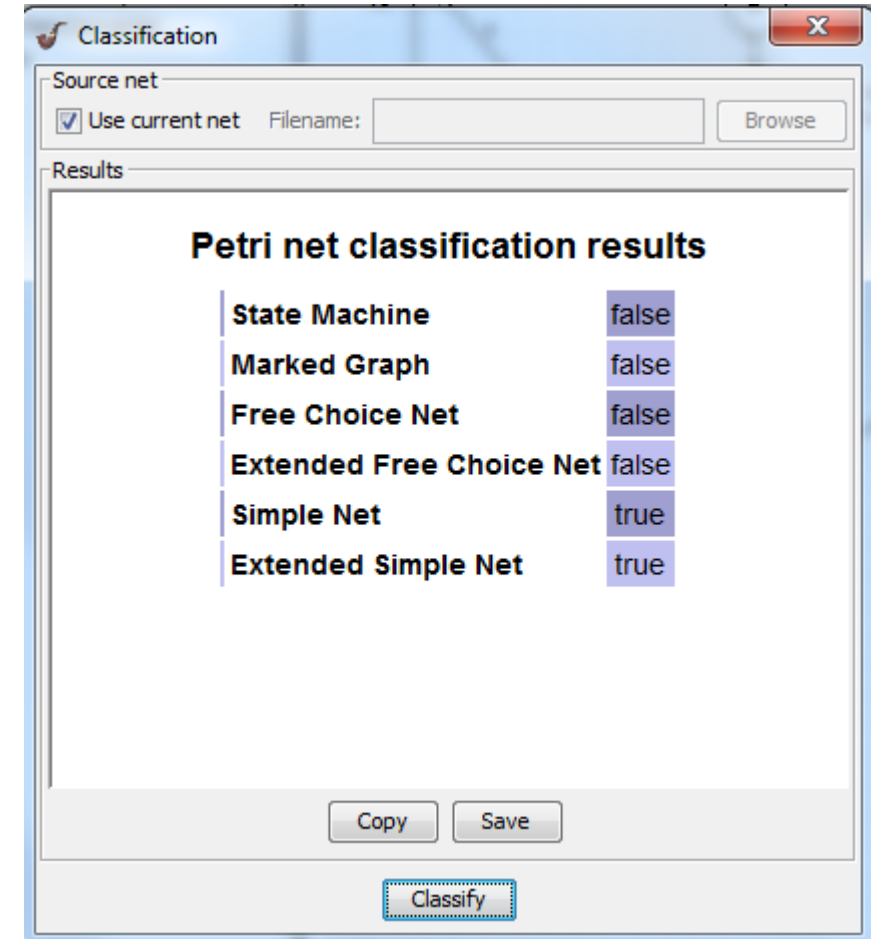 Classification
Source net
Use current net Filename: Browse
Results
Petri net classification results
State Machine false
Marked Graph false
Free Choice Net false
Extended Free Choice Net false
Simple Net true
Extended Simple Net true
Copy Save
Classify